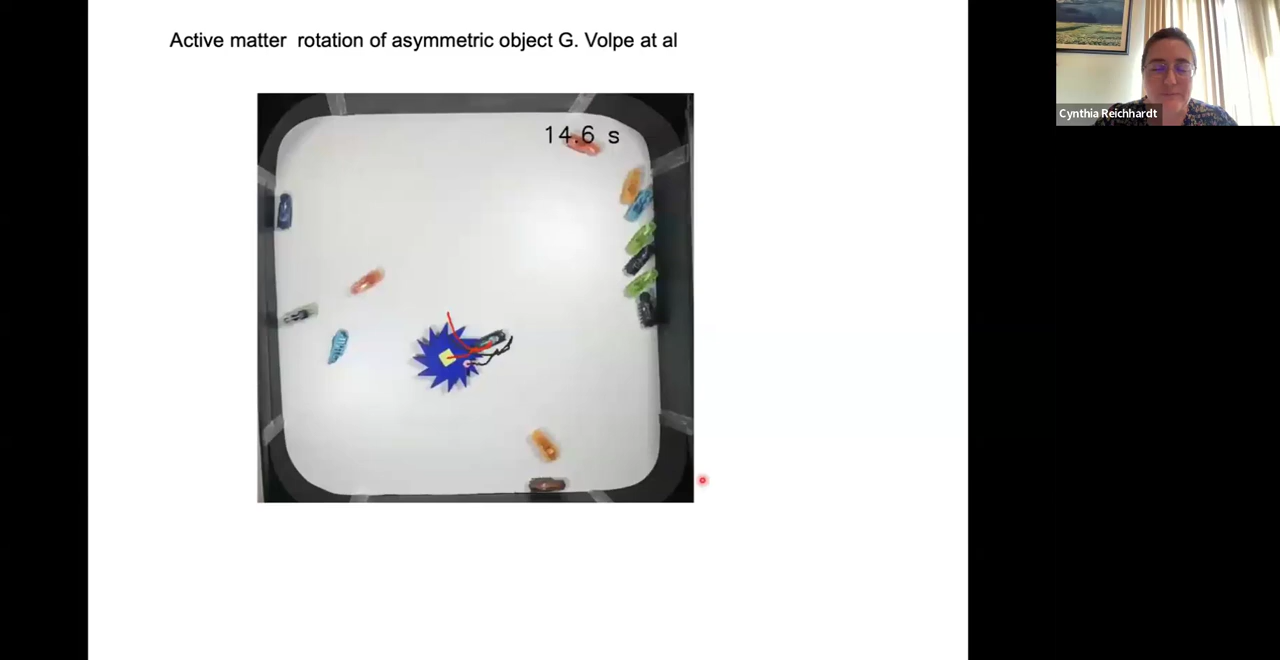 Active matter rotation of asymmetric object G. Volpe at al
14.6 s
Cynthia Reichhardt